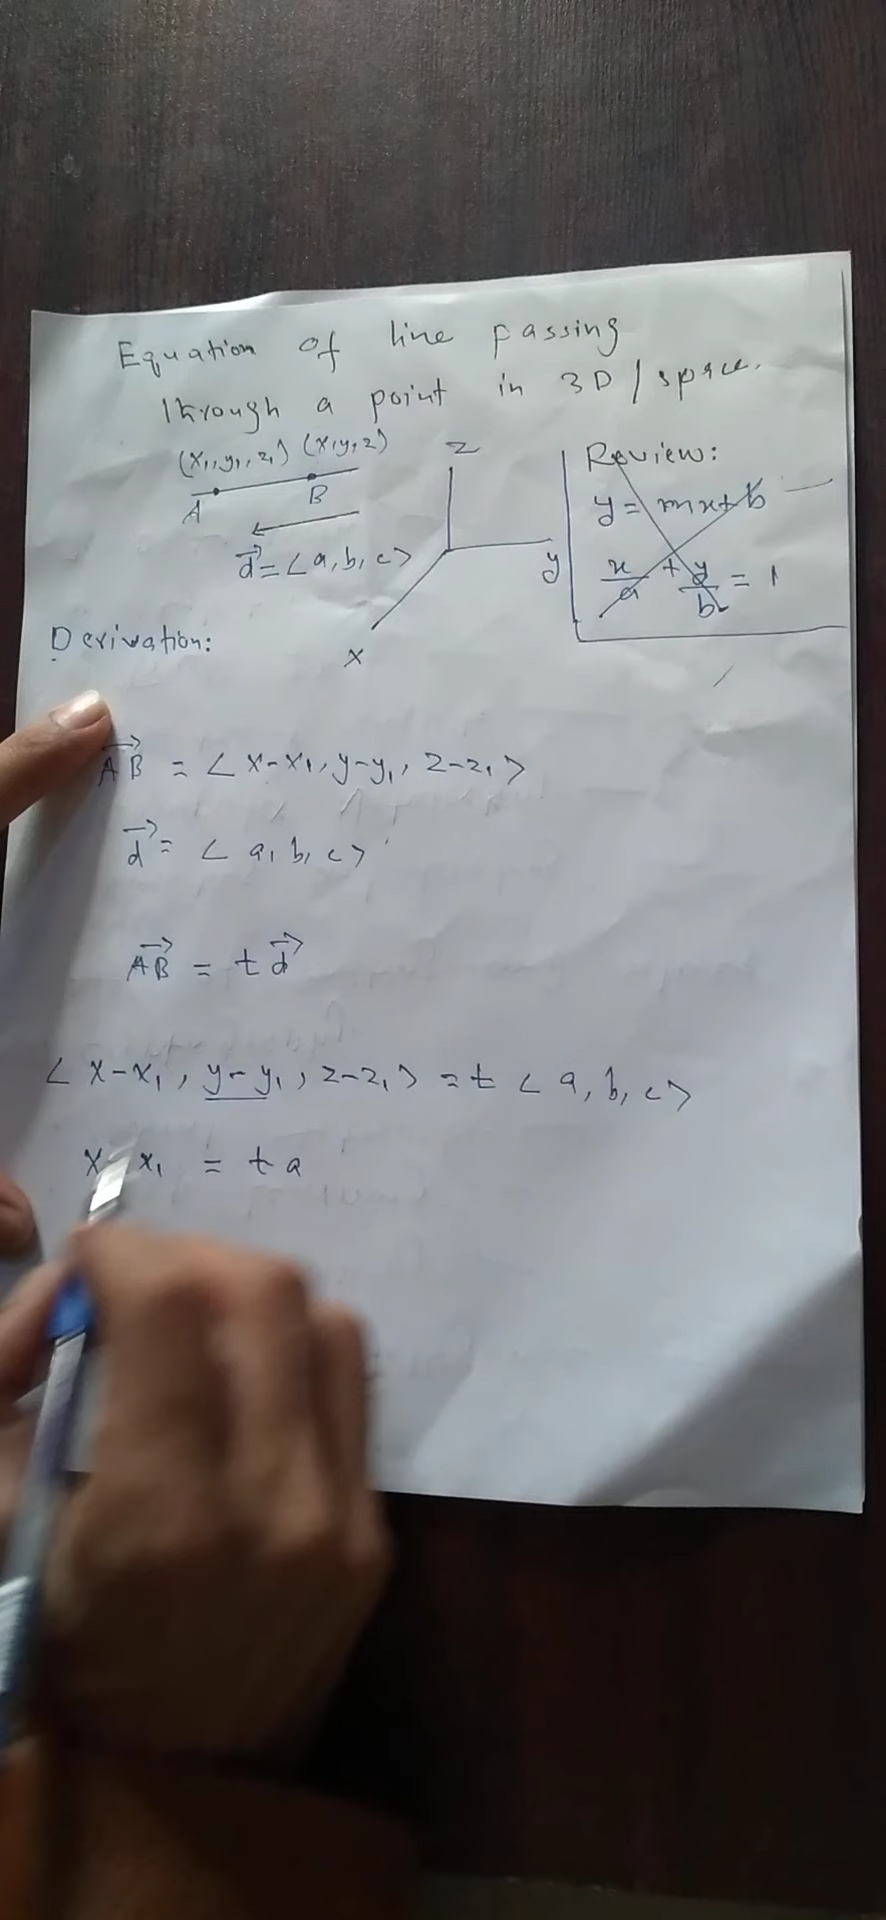 Equation of line passing
through a point in 3D / space.
(x₁, y₁, z₁) (x, y, z)
A B
d⃗ = < a, b, c >
z
y
x
Review:
y = mx + b
x/a + y/b = 1
Derivation:
AB⃗ = < x-x₁, y-y₁, z-z₁ >
d⃗ = < a, b, c >
AB⃗ = t d⃗
< x-x₁, y-y₁, z-z₁ > = t < a, b, c >
x - x₁ = t a